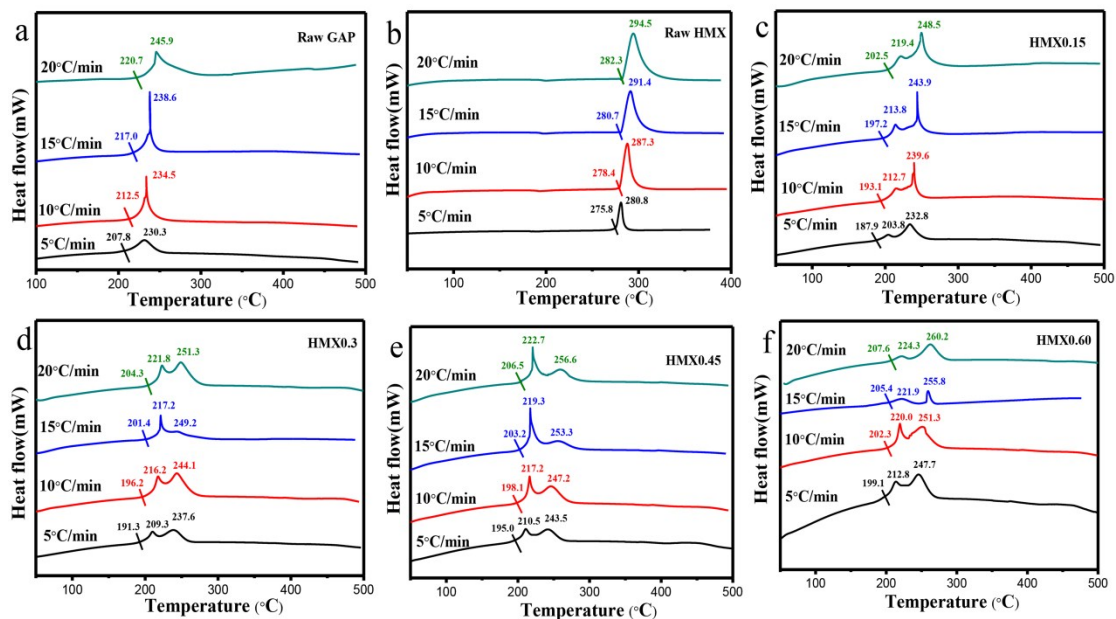 a
Raw GAP
245.9
220.7
20°C/min
238.6
217.0
15°C/min
234.5
212.5
10°C/min
230.3
207.8
5°C/min
Heat flow(mW)
100 200 300 400 500
Temperature (°C)
b
Raw HMX
294.5
282.3
20°C/min
291.4
280.7
15°C/min
287.3
278.4
10°C/min
280.8
275.8
5°C/min
Heat flow(mW)
100 200 300 400
Temperature (°C)
c
HMX0.15
248.5
219.4
202.5
20°C/min
243.9
213.8
197.2
15°C/min
239.6
212.7
193.1
10°C/min
232.8
203.8
187.9
5°C/min
Heat flow(mW)
100 200 300 400 500
Temperature (°C)
d
HMX0.3
221.8 251.3
204.3
20°C/min
217.2
249.2
201.4
15°C/min
216.2 244.1
196.2
10°C/min
209.3 237.6
191.3
5°C/min
Heat flow(mW)
100 200 300 400 500
Temperature (°C)
e
HMX0.45
222.7
256.6
206.5
20°C/min
219.3
253.3
203.2
15°C/min
217.2 247.2
198.1
10°C/min
210.5 243.5
195.0
5°C/min
Heat flow(mW)
100 200 300 400 500
Temperature (°C)
f
HMX0.60
260.2
224.3
207.6
20°C/min
255.8
221.9
205.4
15°C/min
220.0 251.3
202.3
10°C/min
212.8 247.7
199.1
5°C/min
Heat flow(mW)
100 200 300 400 500
Temperature (°C)